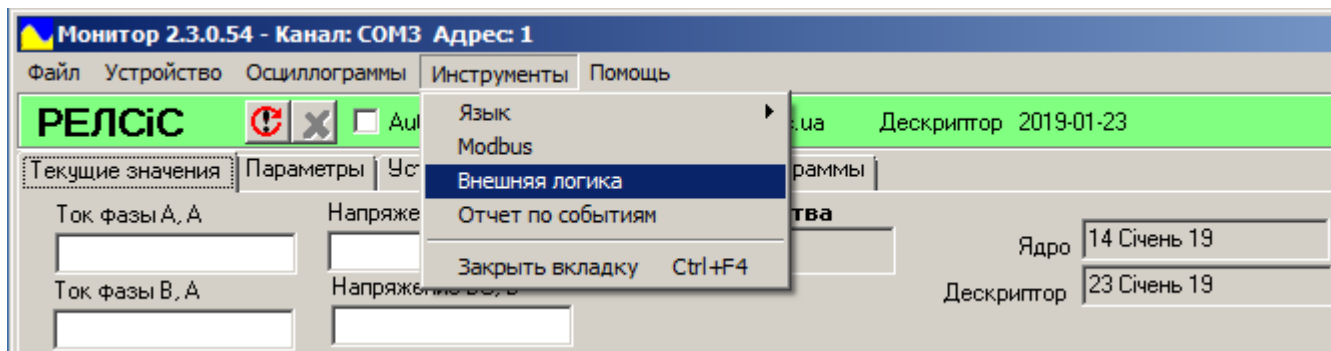 Монитор 2.3.0.54 - Канал: COM3 Адрес: 1
Файл Устройство Осциллограммы Инструменты Помощь
РЕЛСіС .ua Дескриптор 2019-01-23
Язык
Modbus
Внешняя логика
Отчет по событиям
Закрыть вкладку Ctrl+F4
Текущие значения Параметры
Ток фазы А, А
Ядро 14 Січень 19
Ток фазы В, А
Дескриптор 23 Січень 19